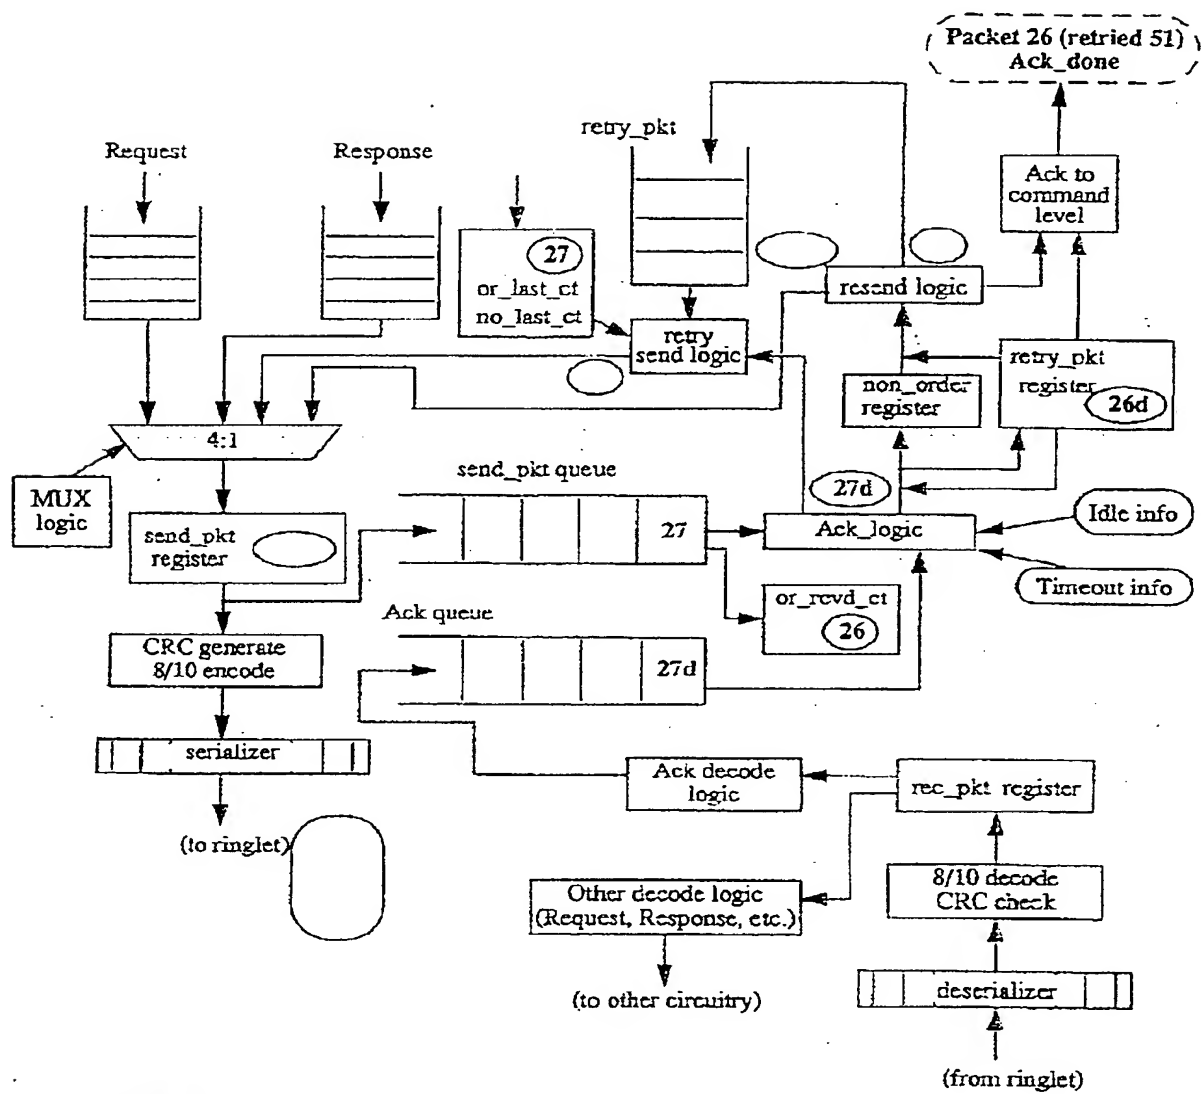 Packet 26 (retried 51)
Ack_done
retry_pkt
Request
Response
Ack to
command
level
27
or_last_ct
no_last_ct
resend logic
retry
send logic
retry_pkt
register
26d
non_order
register
4:1
MUX
logic
send_pkt queue
27d
Idle info
send_pkt
register
27
Ack_logic
Timeout info
or_rcvd_ct
26
Ack queue
CRC generate
8/10 encode
27d
serializer
Ack decode
logic
rec_pkt register
(to ringlet)
8/10 decode
CRC check
Other decode logic
(Request, Response, etc.)
deserializer
(to other circuitry)
(from ringlet)